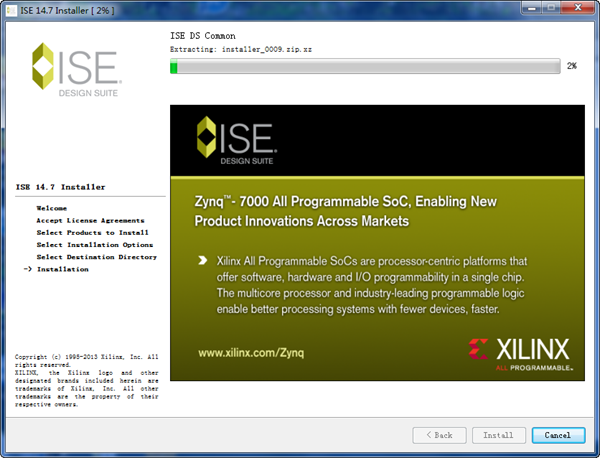 ISE 14.7 Installer [ 2% ]
ISE DS Common
Extracting: installer_0009.zip.xz
2%
ISE
DESIGN SUITE
ISE 14.7 Installer
Welcome
Accept License Agreements
Select Products to Install
Select Installation Options
Select Destination Directory
-> Installation
Copyright (c) 1995-2013 Xilinx, Inc. All
rights reserved.
XILINX, the Xilinx logo and other
designated brands included herein are
trademarks of Xilinx, Inc. All other
trademarks are the property of their
respective owners.
ISE
DESIGN SUITE
Zynq™- 7000 All Programmable SoC, Enabling New
Product Innovations Across Markets
Xilinx All Programmable SoCs are processor-centric platforms that
offer software, hardware and I/O programmability in a single chip.
The multicore processor and industry-leading programmable logic
enable better processing systems with fewer devices, faster.
www.xilinx.com/Zynq
XILINX
ALL PROGRAMMABLE™
< Back
Install
Cancel